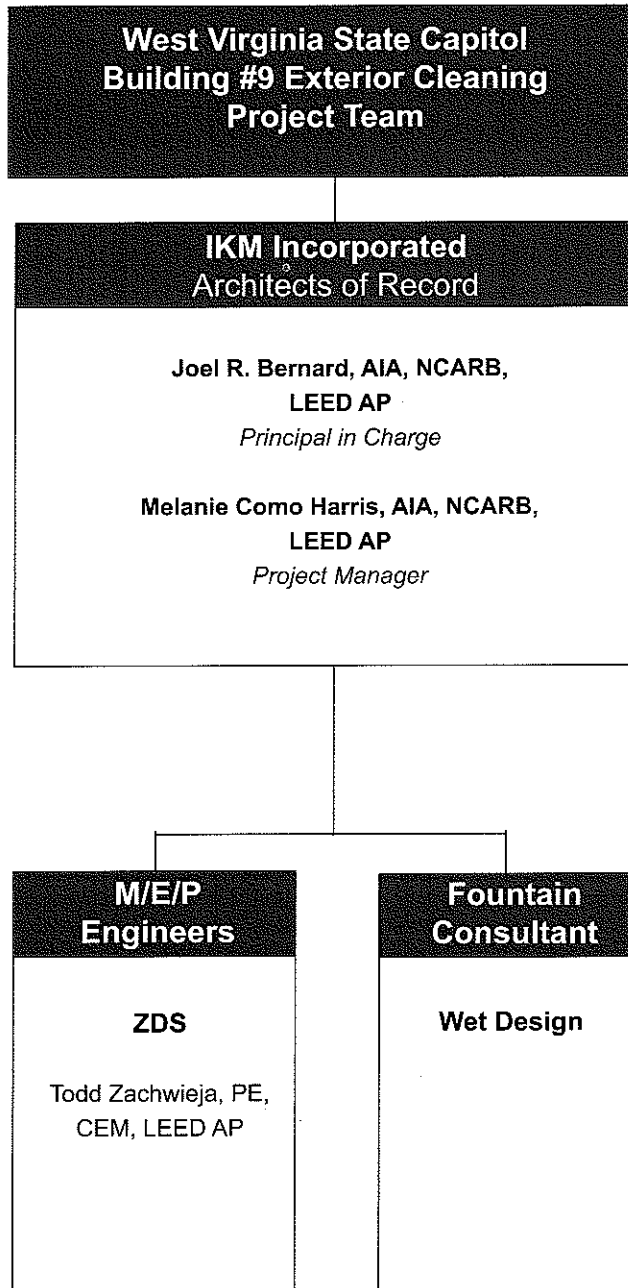 West Virginia State Capitol
Building #9 Exterior Cleaning
Project Team
IKM Incorporated
Architects of Record
Joel R. Bernard, AIA, NCARB,
LEED AP
Principal in Charge
Melanie Como Harris, AIA, NCARB,
LEED AP
Project Manager
M/E/P
Engineers
ZDS
Todd Zachwieja, PE,
CEM, LEED AP
Fountain
Consultant
Wet Design